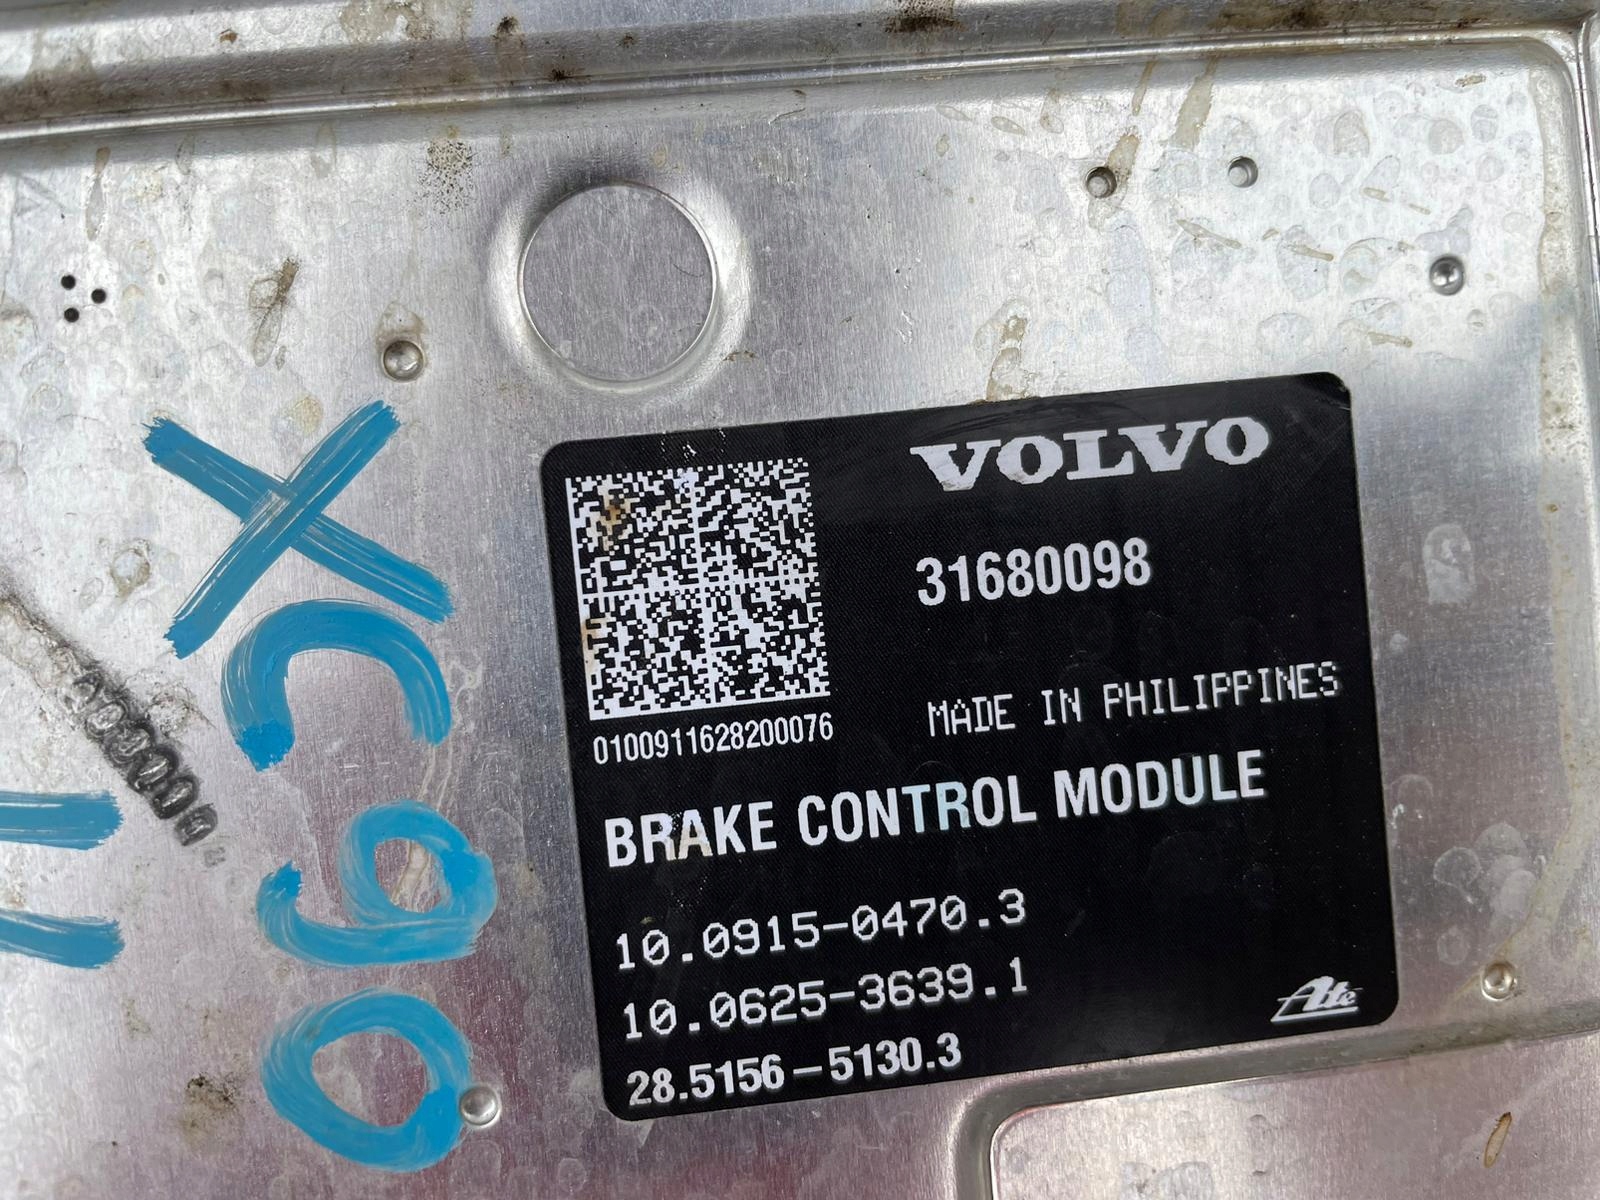 XC90
VOLVO
31680098
0100911628200076
MADE IN PHILIPPINES
BRAKE CONTROL MODULE
10.0915-0470.3
10.0625-3639.1
28.5156-5130.3
Ate